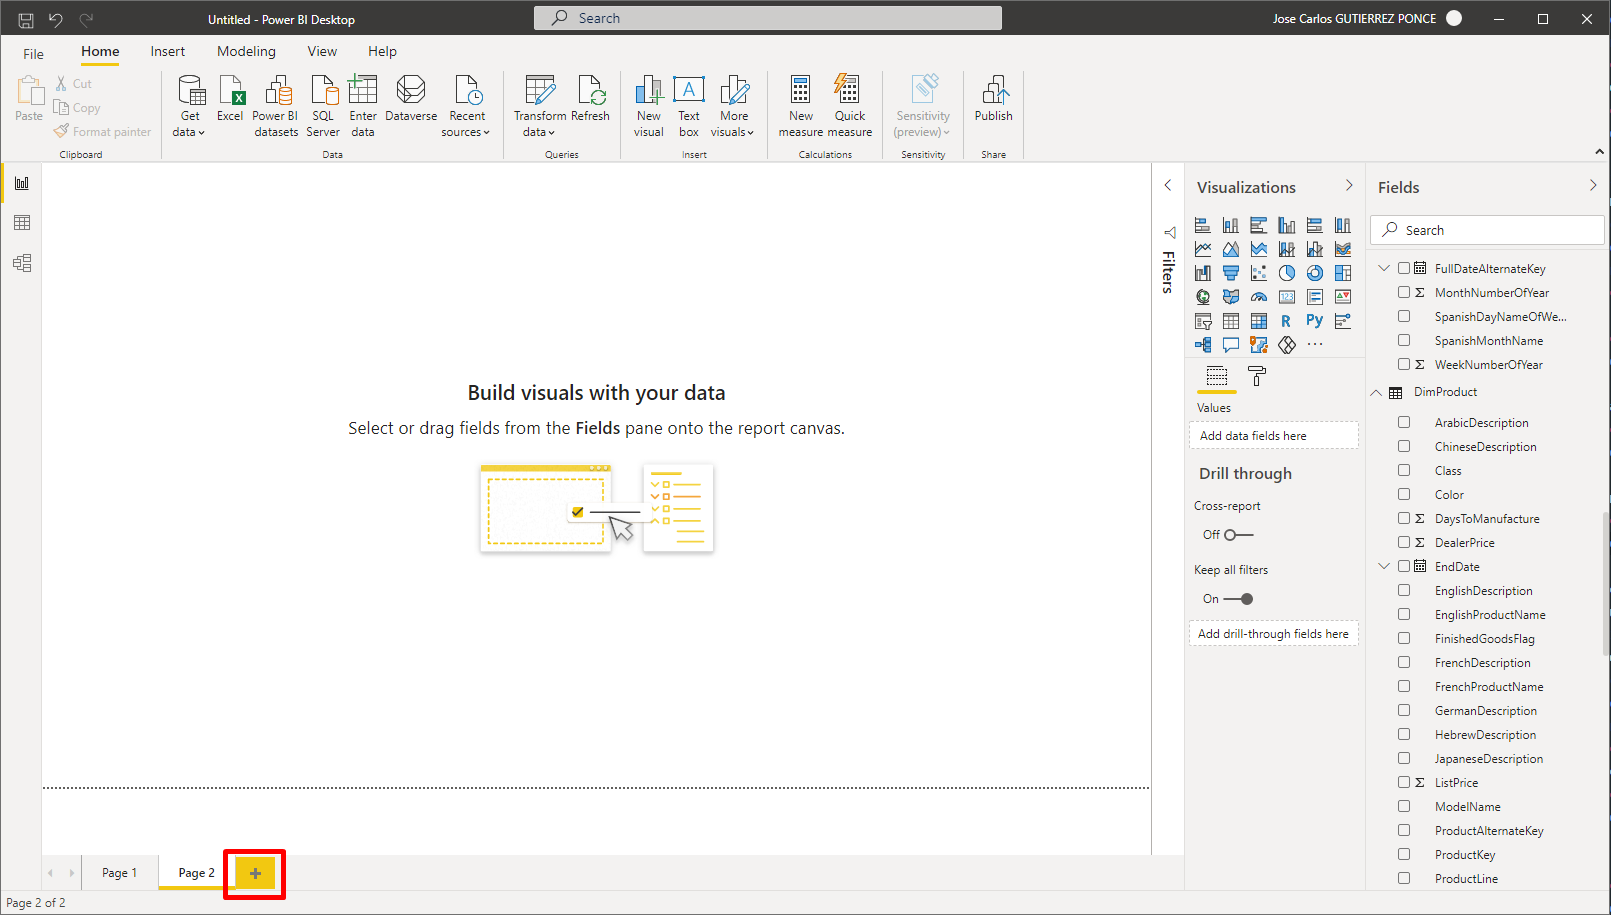 Untitled - Power BI Desktop
Search
Jose Carlos GUTIERREZ PONCE
File
Home
Insert
Modeling
View
Help
Paste
Cut
Copy
Format painter
Clipboard
Get data
Excel
Power BI datasets
SQL Server
Enter data
Dataverse
Recent sources
Data
Transform data
Refresh
Queries
New visual
Text box
More visuals
Insert
New measure
Quick measure
Calculations
Sensitivity (preview)
Sensitivity
Publish
Share
Build visuals with your data
Select or drag fields from the Fields pane onto the report canvas.
Filters
Visualizations
123
R
Py
Values
Add data fields here
Drill through
Cross-report
Off
Keep all filters
On
Add drill-through fields here
Fields
Search
FullDateAlternateKey
MonthNumberOfYear
SpanishDayNameOfWe...
SpanishMonthName
WeekNumberOfYear
DimProduct
ArabicDescription
ChineseDescription
Class
Color
DaysToManufacture
DealerPrice
EndDate
EnglishDescription
EnglishProductName
FinishedGoodsFlag
FrenchDescription
FrenchProductName
GermanDescription
HebrewDescription
JapaneseDescription
ListPrice
ModelName
ProductAlternateKey
ProductKey
ProductLine
Page 1
Page 2
Page 2 of 2